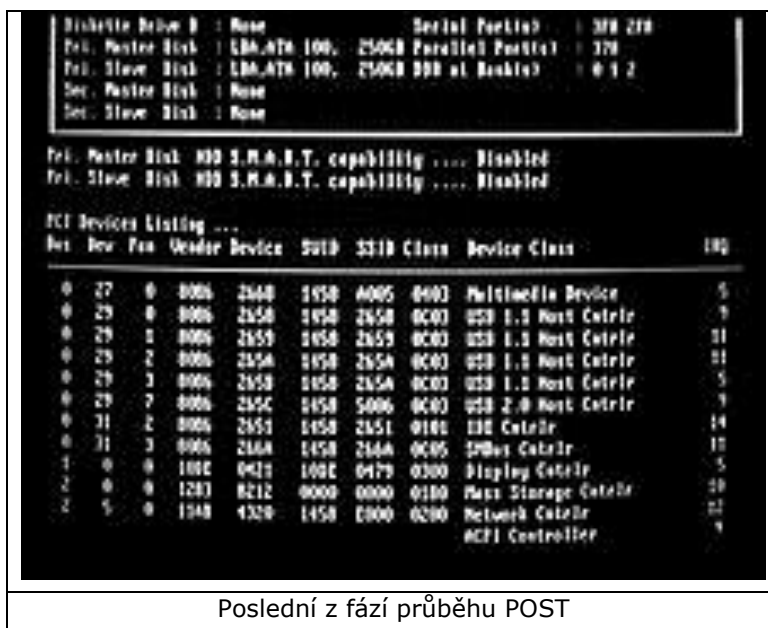 Diskette Drive B : None Serial Port(s) : 3F8 2F8
Pri. Master Disk : LBA,ATA 100, 250GB Parallel Port(s) : 378
Pri. Slave Disk : LBA,ATA 100, 250GB DDR at Bank(s) : 0 1 2
Sec. Master Disk : None
Sec. Slave Disk : None
Pri. Master Disk HDD S.M.A.R.T. capability .... Disabled
Pri. Slave Disk HDD S.M.A.R.T. capability .... Disabled
PCI Devices Listing ...
Bus Dev Fun Vendor Device SVID SSID Class Device Class IRQ
0 27 0 8086 2668 1458 A005 0403 Multimedia Device 5
0 29 0 8086 2658 1458 2658 0C03 USB 1.1 Host Cntrlr 9
0 29 1 8086 2659 1458 2659 0C03 USB 1.1 Host Cntrlr 11
0 29 2 8086 265A 1458 265A 0C03 USB 1.1 Host Cntrlr 11
0 29 3 8086 265B 1458 265A 0C03 USB 1.1 Host Cntrlr 5
0 29 7 8086 265C 1458 5006 0C03 USB 2.0 Host Cntrlr 9
0 31 2 8086 2651 1458 2651 0101 IDE Cntrlr 14
0 31 3 8086 266A 1458 266A 0C05 SMBus Cntrlr 11
1 0 0 10DE 0421 10DE 0479 0300 Display Cntrlr 5
2 0 0 1283 8212 0000 0000 0180 Mass Storage Cntrlr 10
2 5 0 11AB 4320 1458 E000 0200 Network Cntrlr 12
ACPI Controller 9
Poslední z fází průběhu POST